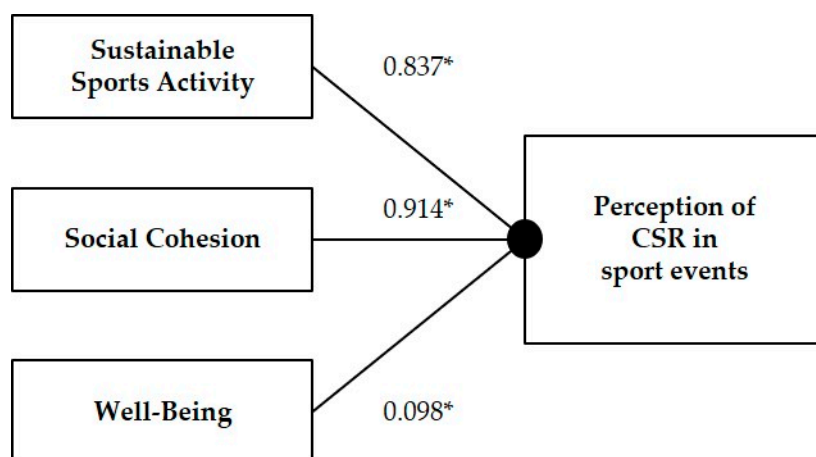 Sustainable
Sports Activity
0.837*
Social Cohesion
0.914*
Perception of
CSR in
sport events
Well-Being
0.098*